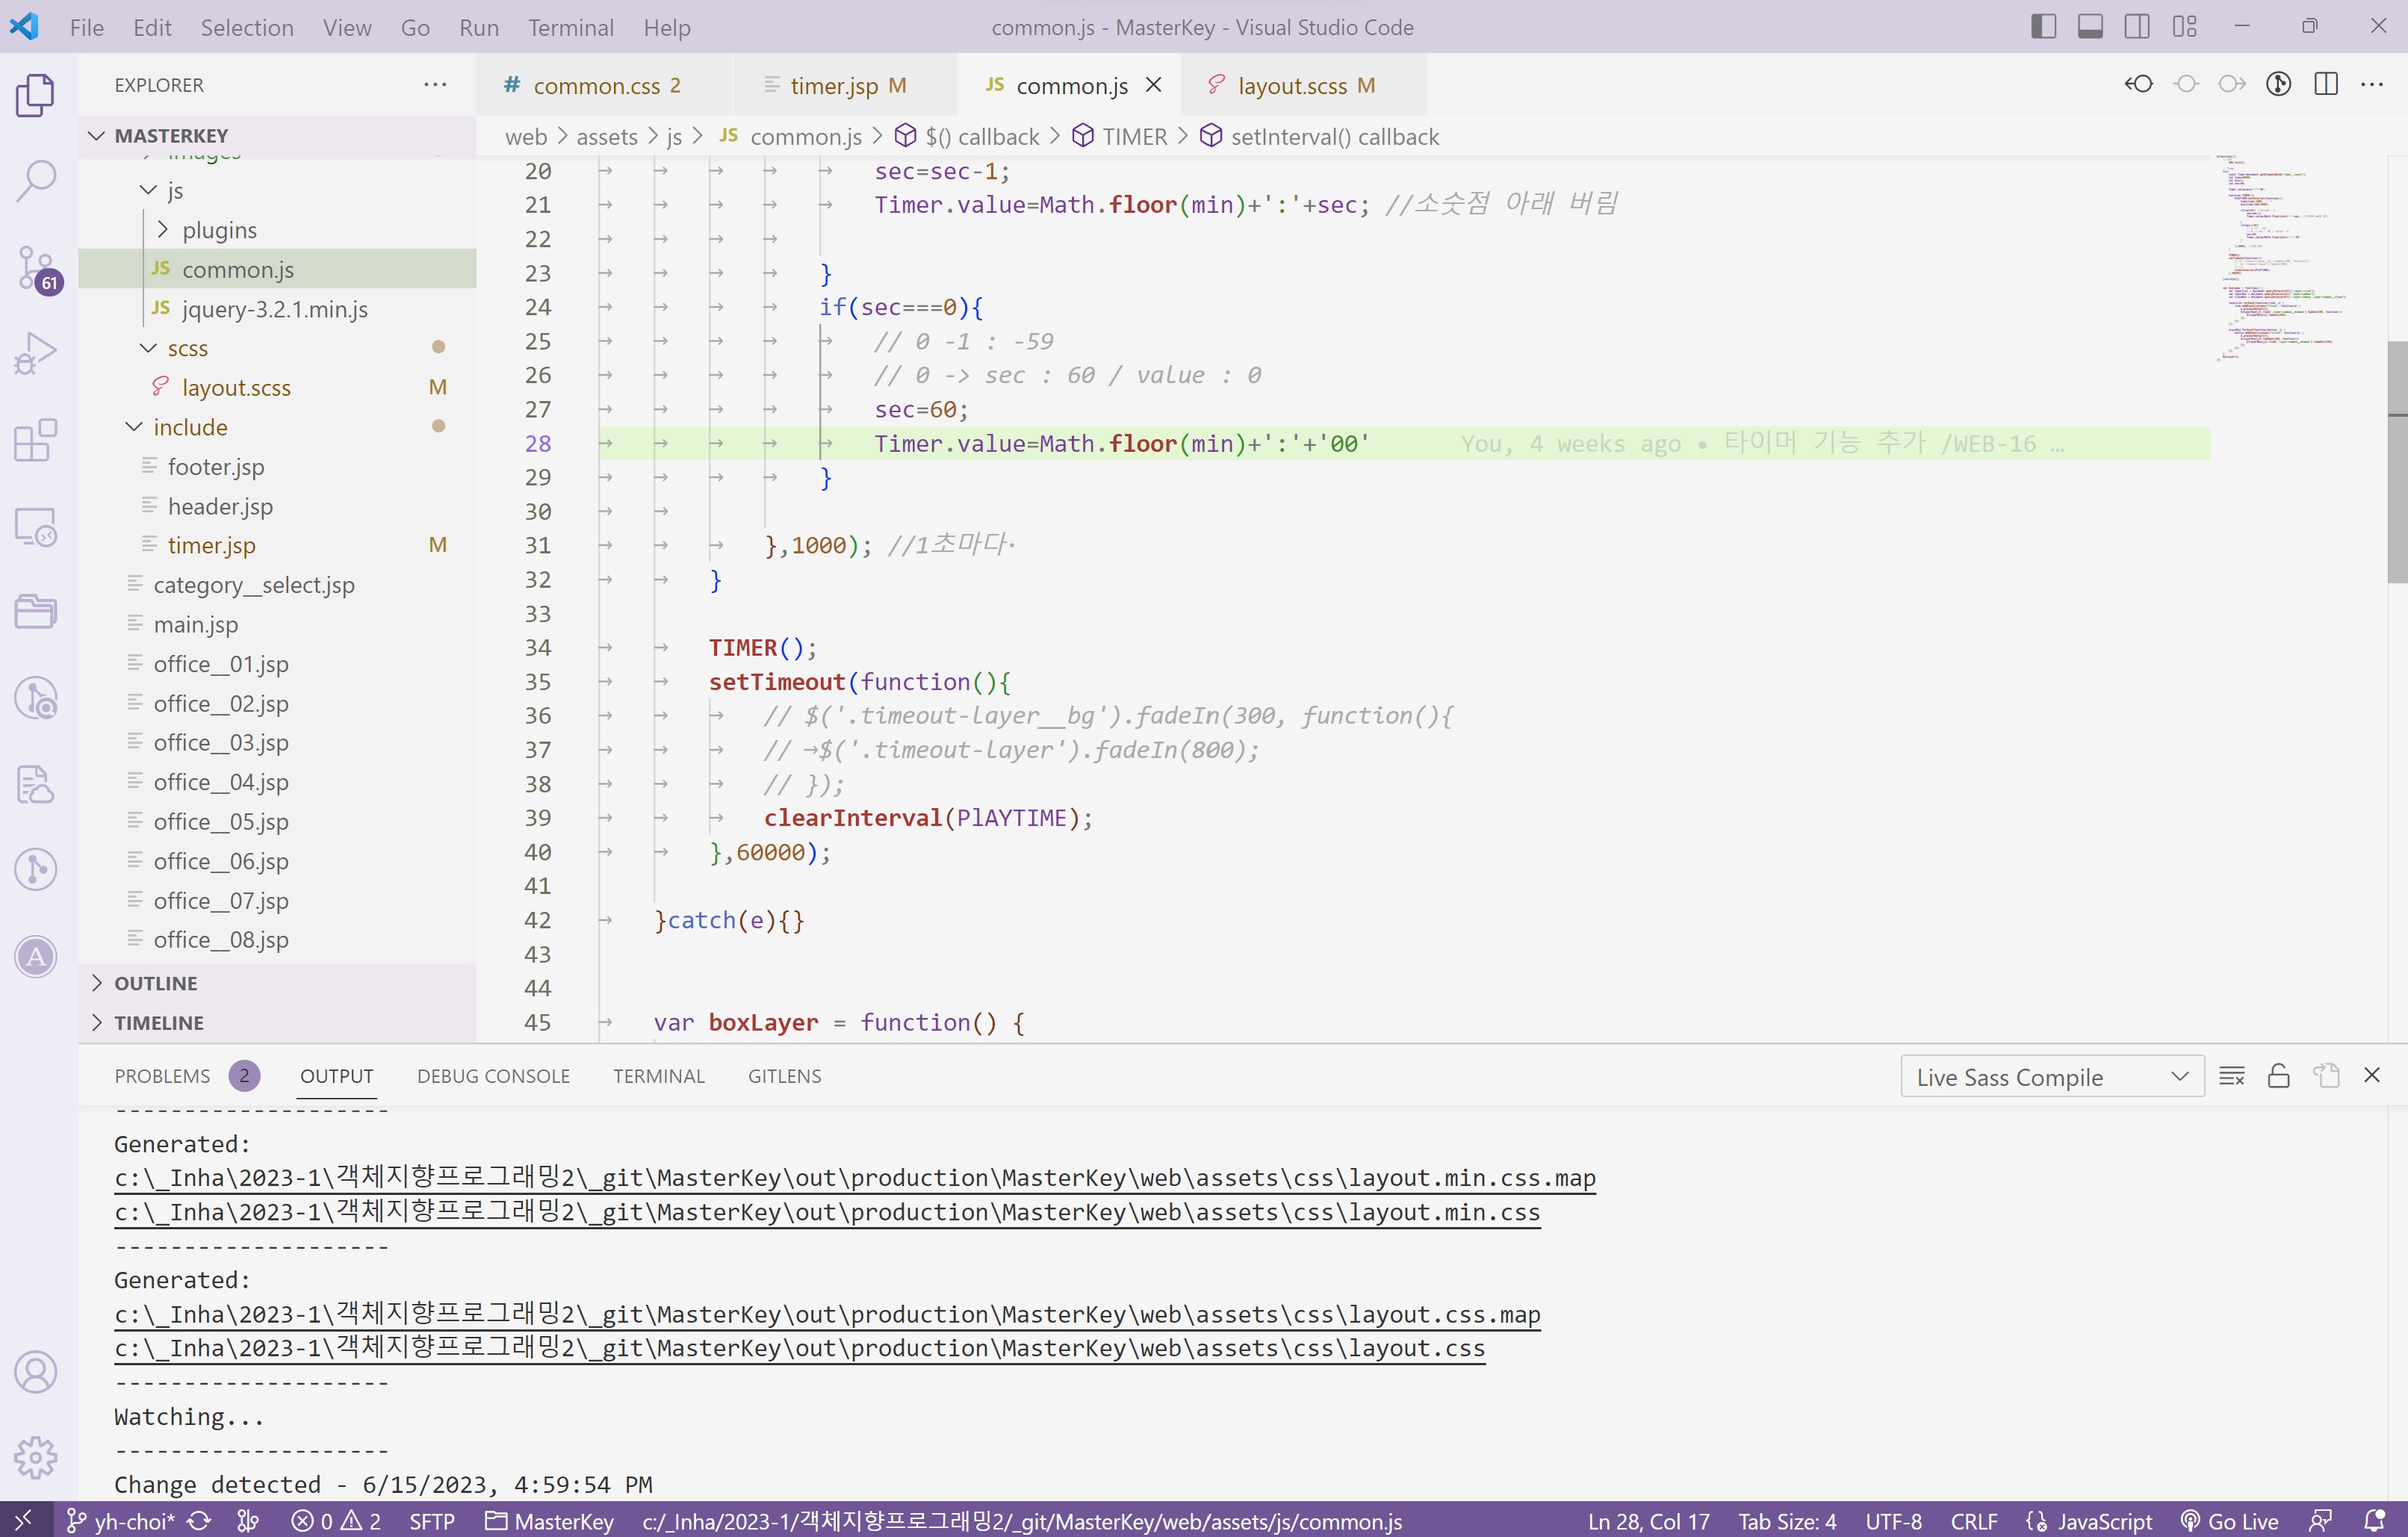 File Edit Selection View Go Run Terminal Help
common.js - MasterKey - Visual Studio Code
EXPLORER
MASTERKEY
images
js
plugins
JS common.js
JS jquery-3.2.1.min.js
scss
layout.scss M
include
footer.jsp
header.jsp
timer.jsp M
category__select.jsp
main.jsp
office__01.jsp
office__02.jsp
office__03.jsp
office__04.jsp
office__05.jsp
office__06.jsp
office__07.jsp
office__08.jsp
OUTLINE
TIMELINE
61
# common.css 2
timer.jsp M
JS common.js
layout.scss M
web > assets > js > JS common.js > $() callback > TIMER > setInterval() callback
20 sec=sec-1;
21 Timer.value=Math.floor(min)+':'+sec; //소숫점 아래 버림
22
23 }
24 if(sec===0){
25 // 0 -1 : -59
26 // 0 -> sec : 60 / value : 0
27 sec=60;
28 Timer.value=Math.floor(min)+':'+'00' You, 4 weeks ago • 타이머 기능 추가 /WEB-16 …
29 }
30
31 },1000); //1초마다·
32 }
33
34 TIMER();
35 setTimeout(function(){
36 // $('.timeout-layer__bg').fadeIn(300, function(){
37 // →$('.timeout-layer').fadeIn(800);
38 // });
39 clearInterval(PlAYTIME);
40 },60000);
41
42 }catch(e){}
43
44
45 var boxLayer = function() {
PROBLEMS 2 OUTPUT DEBUG CONSOLE TERMINAL GITLENS
Live Sass Compile
--------------------
Generated:
c:\_Inha\2023-1\객체지향프로그래밍2\_git\MasterKey\out\production\MasterKey\web\assets\css\layout.min.css.map
c:\_Inha\2023-1\객체지향프로그래밍2\_git\MasterKey\out\production\MasterKey\web\assets\css\layout.min.css
--------------------
Generated:
c:\_Inha\2023-1\객체지향프로그래밍2\_git\MasterKey\out\production\MasterKey\web\assets\css\layout.css.map
c:\_Inha\2023-1\객체지향프로그래밍2\_git\MasterKey\out\production\MasterKey\web\assets\css\layout.css
--------------------
Watching...
--------------------
Change detected - 6/15/2023, 4:59:54 PM
yh-choi* 0 2 SFTP MasterKey c:/_Inha/2023-1/객체지향프로그래밍2/_git/MasterKey/web/assets/js/common.js Ln 28, Col 17 Tab Size: 4 UTF-8 CRLF JavaScript Go Live